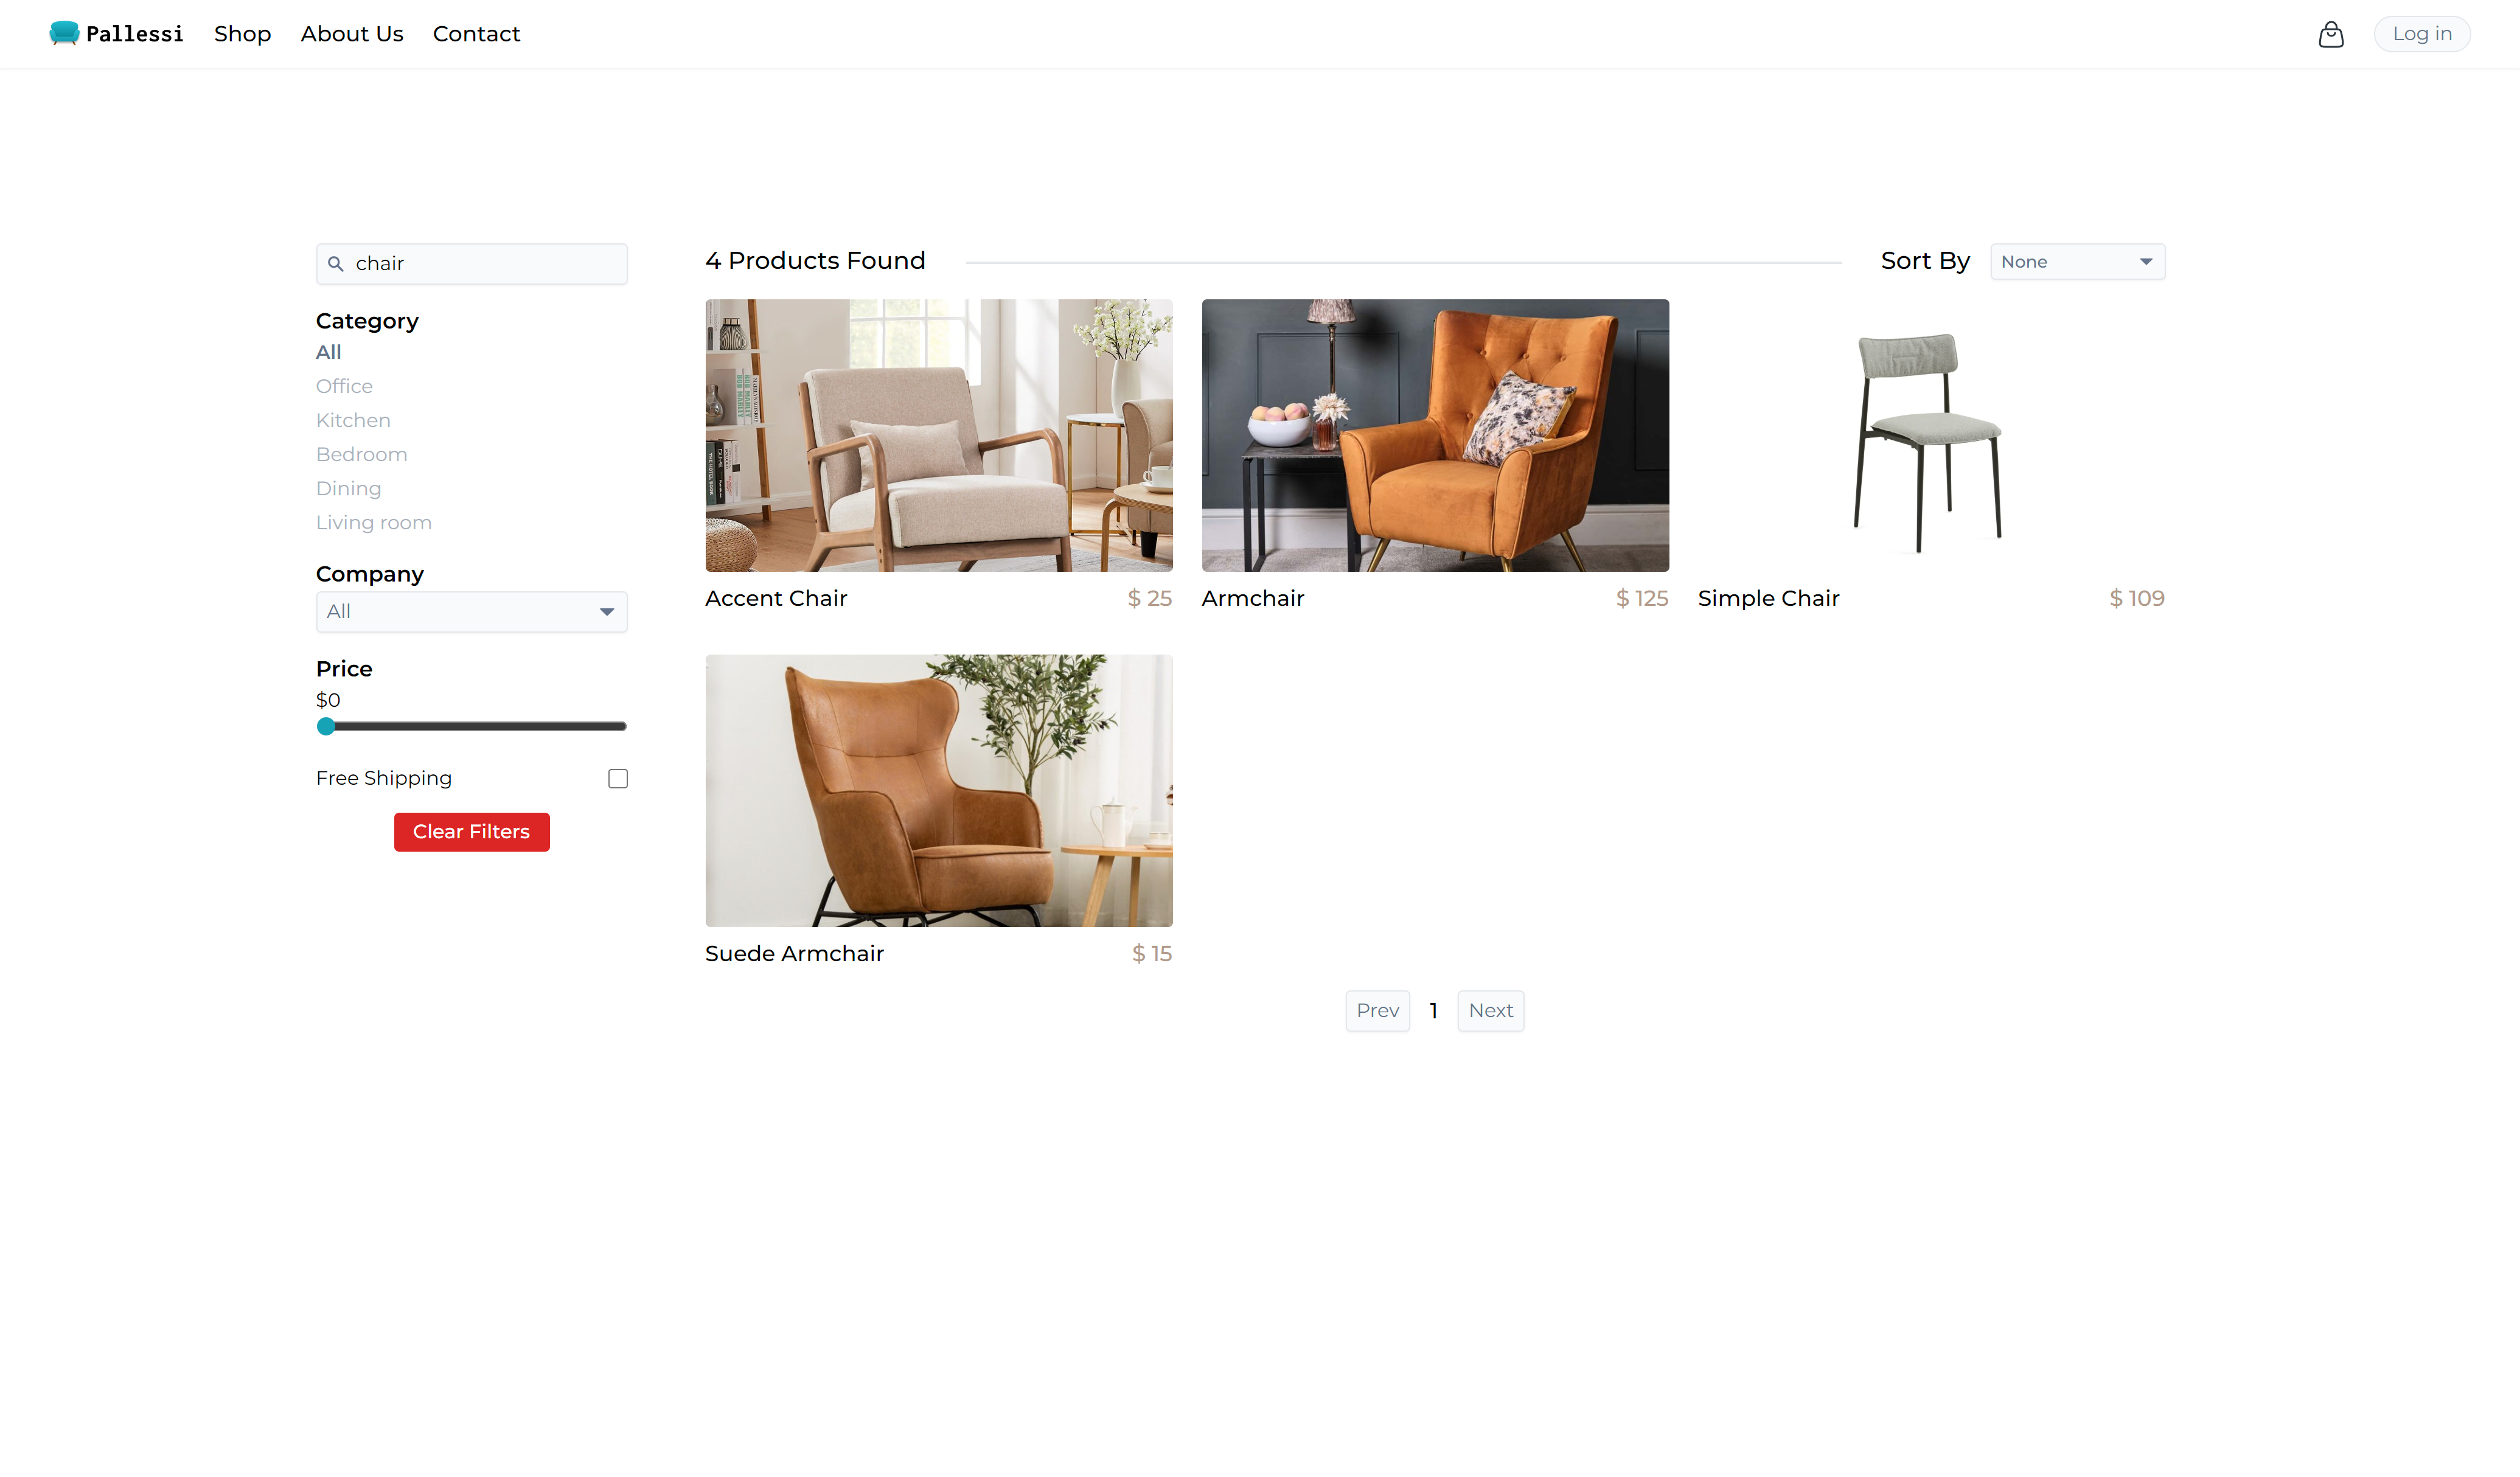 Pallessi Shop About Us Contact Log in
chair
Category
All
Office
Kitchen
Bedroom
Dining
Living room
Company
All
Price
$0
Free Shipping
Clear Filters
4 Products Found Sort By None
Accent Chair $ 25
Armchair $ 125
Simple Chair $ 109
Suede Armchair $ 15
Prev 1 Next